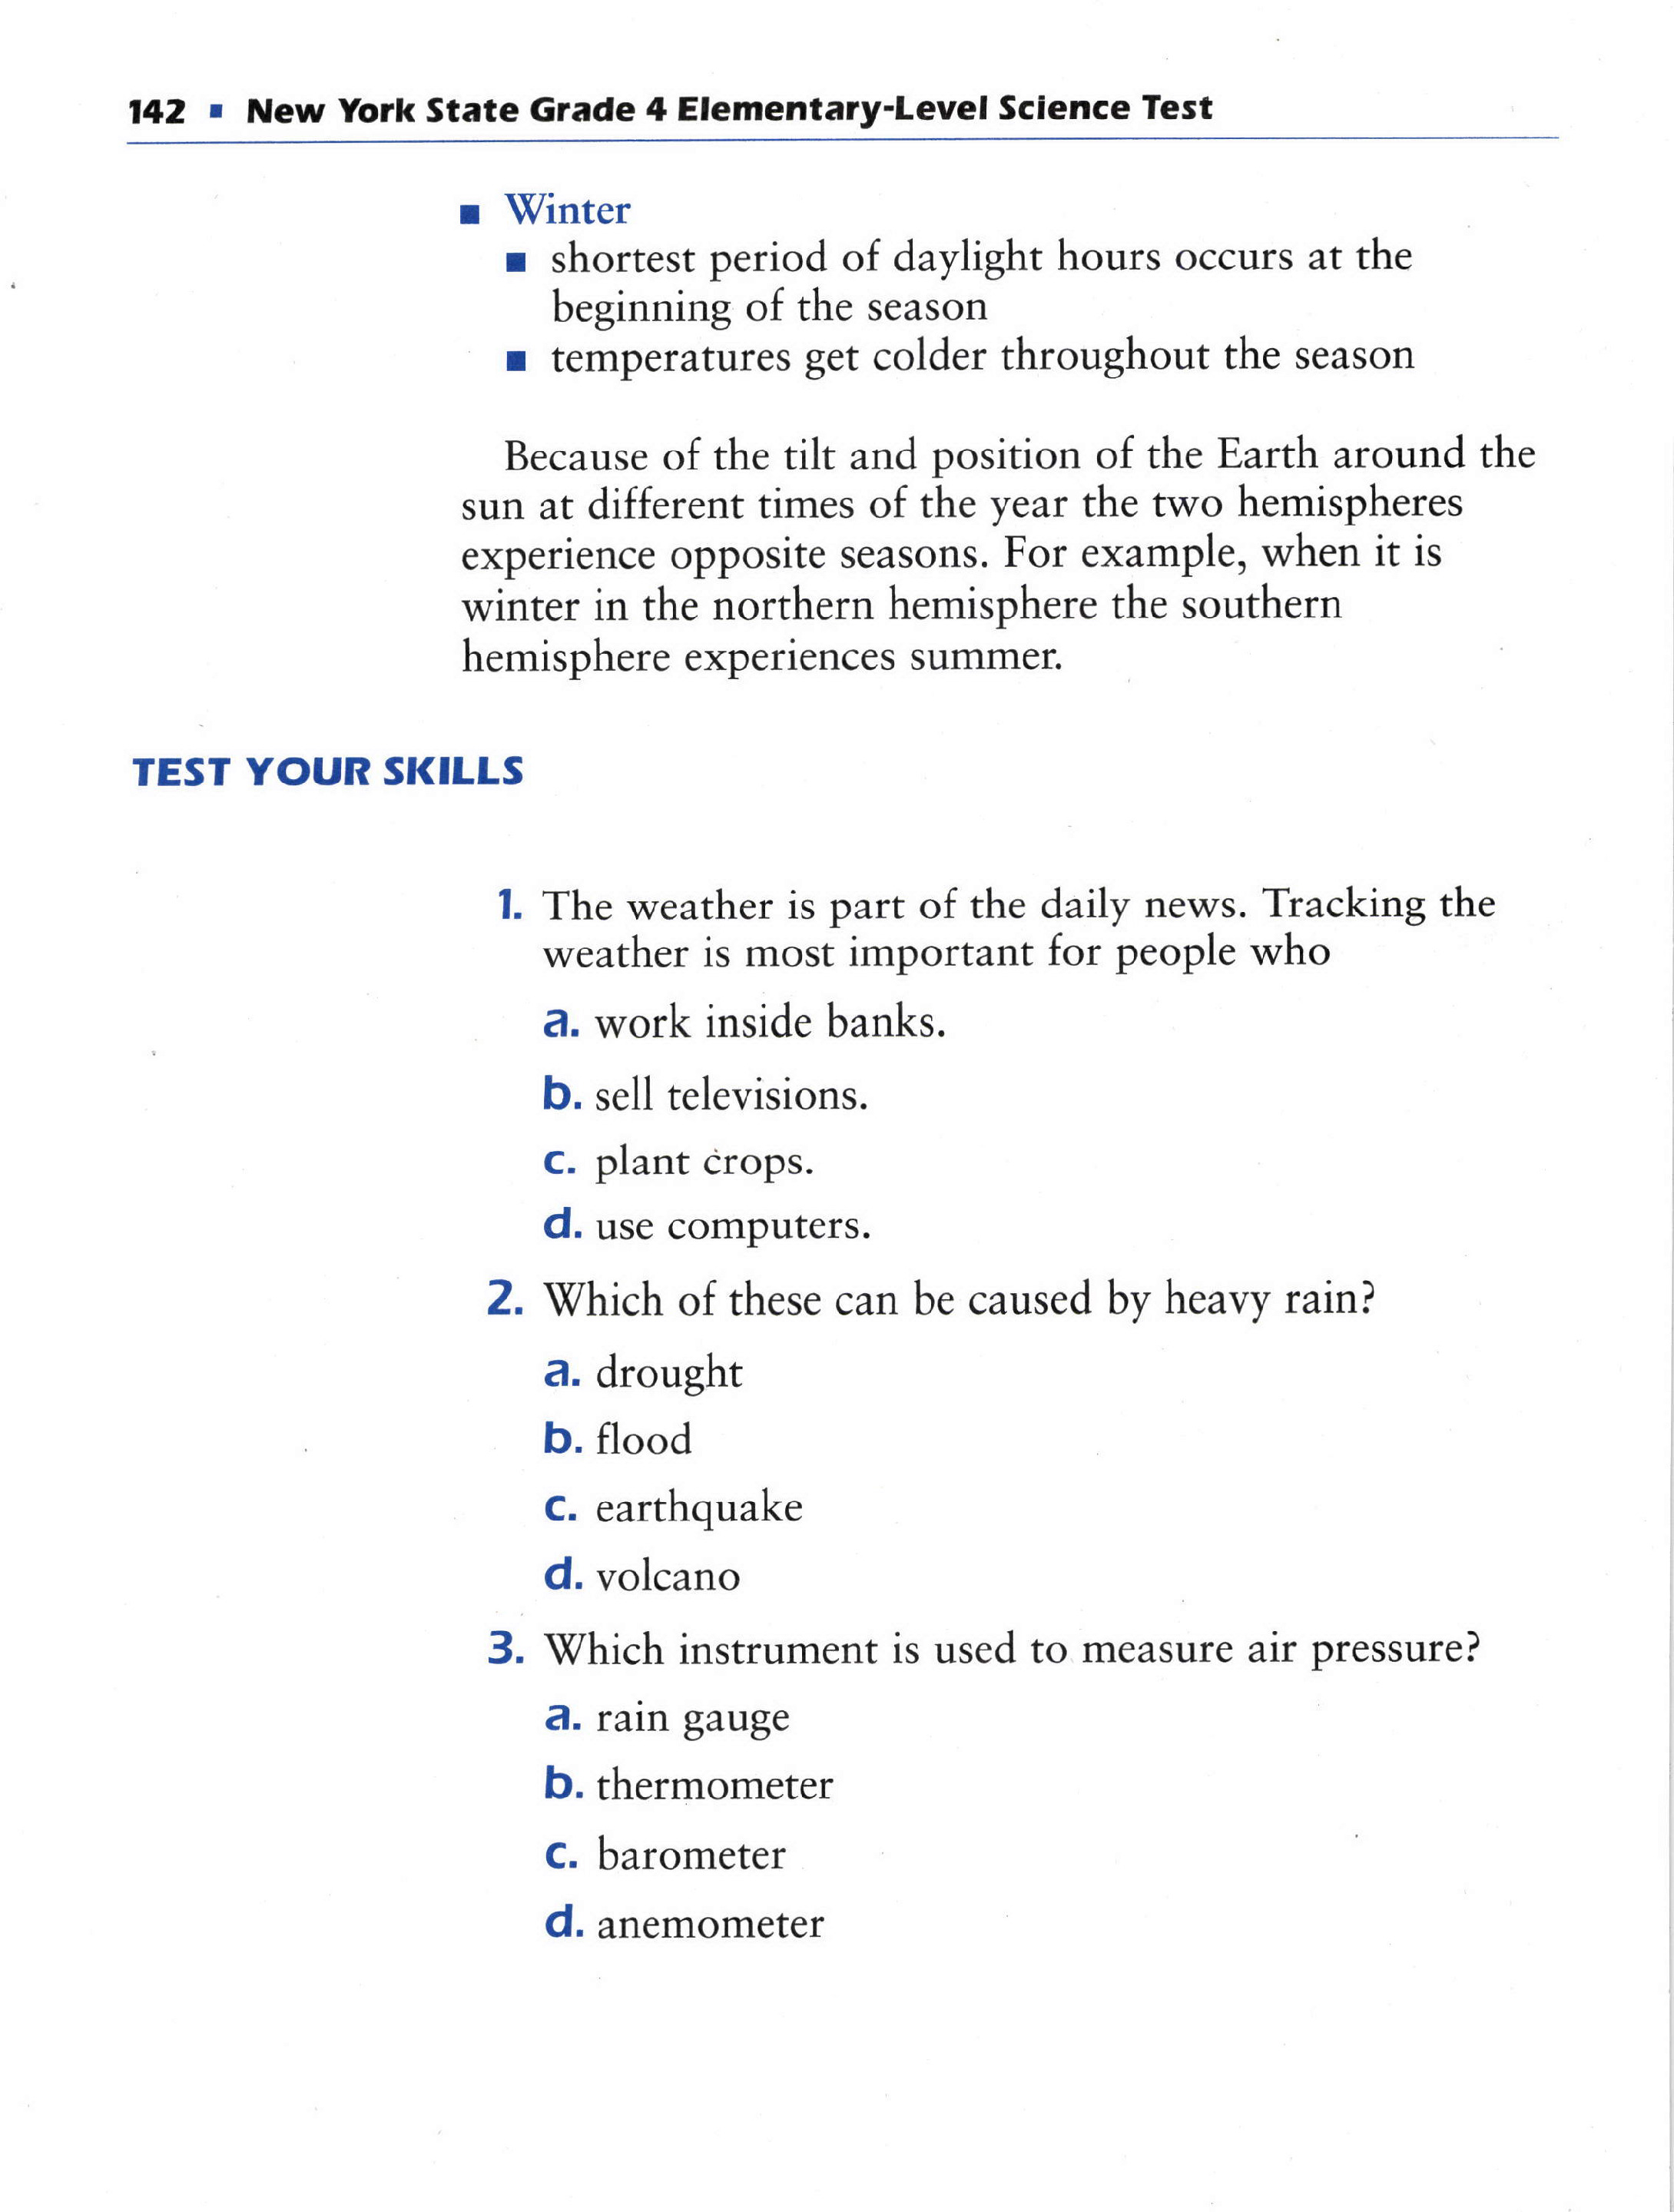 142 ▪ New York State Grade 4 Elementary-Level Science Test
▪ Winter
▪ shortest period of daylight hours occurs at the
beginning of the season
▪ temperatures get colder throughout the season
Because of the tilt and position of the Earth around the
sun at different times of the year the two hemispheres
experience opposite seasons. For example, when it is
winter in the northern hemisphere the southern
hemisphere experiences summer.
TEST YOUR SKILLS
1. The weather is part of the daily news. Tracking the
weather is most important for people who
a. work inside banks.
b. sell televisions.
c. plant crops.
d. use computers.
2. Which of these can be caused by heavy rain?
a. drought
b. flood
c. earthquake
d. volcano
3. Which instrument is used to measure air pressure?
a. rain gauge
b. thermometer
c. barometer
d. anemometer